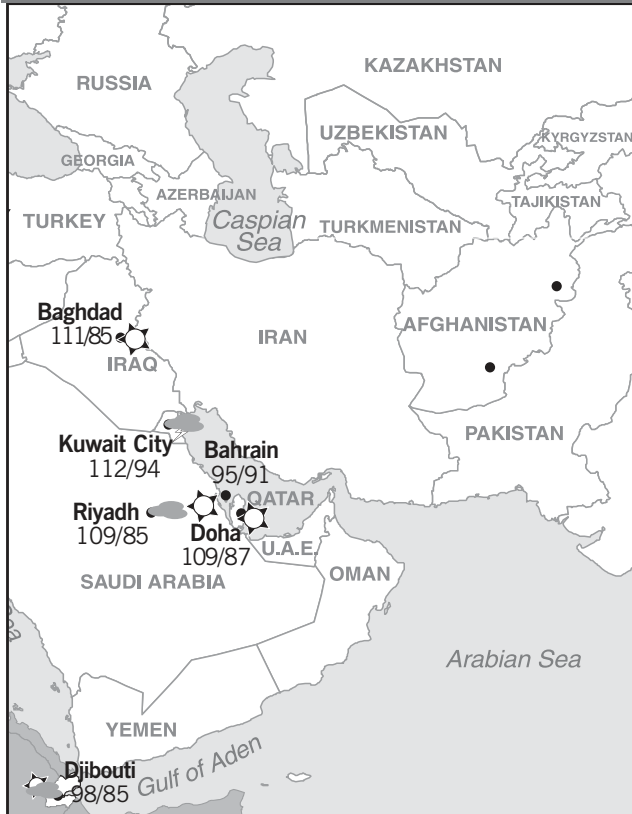 KAZAKHSTAN
RUSSIA
UZBEKISTAN
KYRGYZSTAN
GEORGIA
AZERBAIJAN
TAJIKISTAN
TURKEY
Caspian
Sea
TURKMENISTAN
Baghdad
111/85
IRAQ
IRAN
AFGHANISTAN
Kuwait City
112/94
Bahrain
95/91
PAKISTAN
QATAR
Riyadh
109/85
Doha
109/87
U.A.E.
SAUDI ARABIA
OMAN
Arabian Sea
YEMEN
Djibouti
98/85
Gulf of Aden